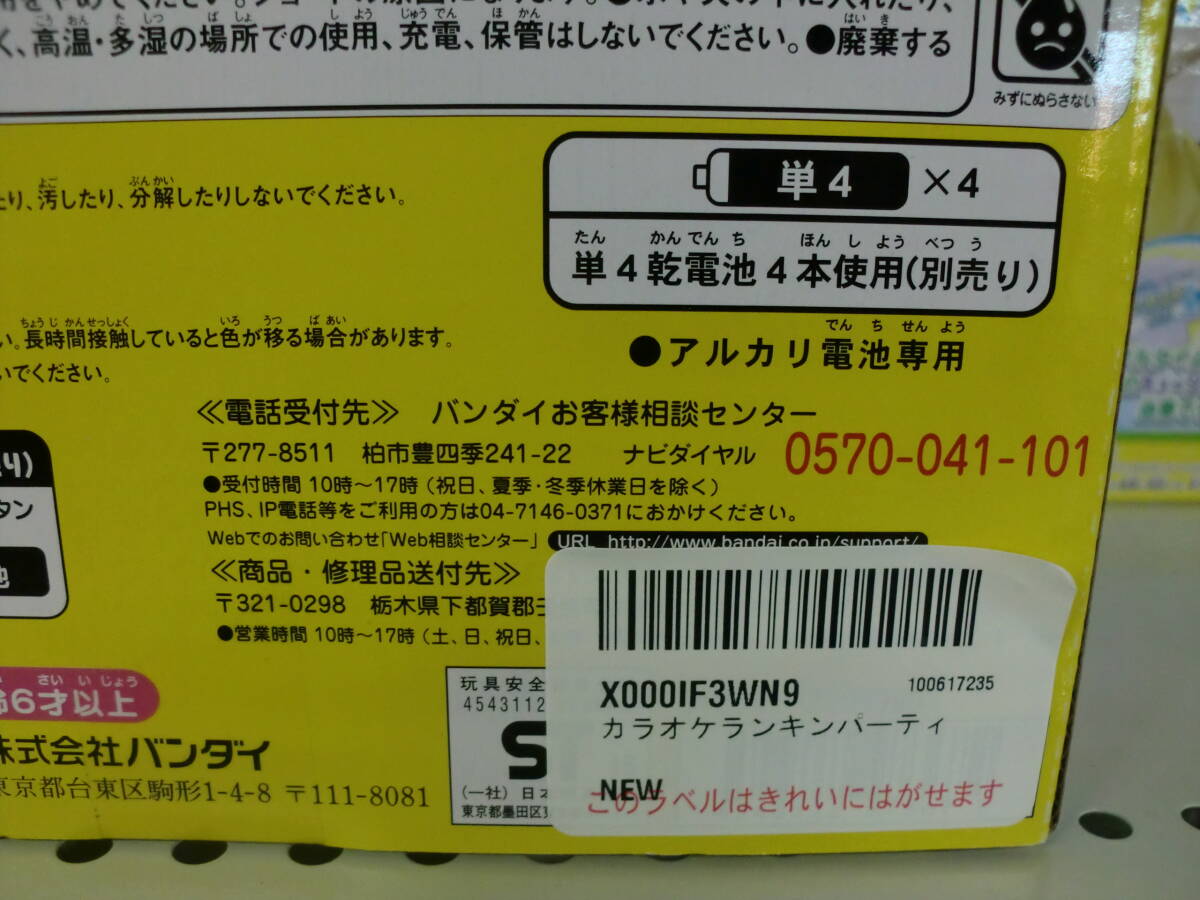 く、高温・多湿の場所での使用、充電、保管はしないでください。●廃棄する
みずにぬらさない
汚したり、分解したりしないでください。
単4 ×4
単4乾電池4本使用(別売り)
長時間接触していると色が移る場合があります。
いでください。
●アルカリ電池専用
≪電話受付先≫ バンダイお客様相談センター
〒277-8511 柏市豊四季241-22 ナビダイヤル 0570-041-101
●受付時間 10時～17時(祝日、夏季・冬季休業日を除く)
PHS、IP電話等をご利用の方は04-7146-0371におかけください。
Webでのお問い合わせ「Web相談センター」 URL http://www.bandai.co.jp/support/
≪商品・修理品送付先≫
〒321-0298 栃木県下都賀郡
●営業時間 10時～17時(土、日、祝日、
6才以上
株式会社バンダイ
東京都台東区駒形1-4-8 〒111-8081
玩具安全
4543112
(一社)日本
東京都墨田区
X000IF3WN9 100617235
カラオケランキンパーティ
NEW
このラベルはきれいにはがせます